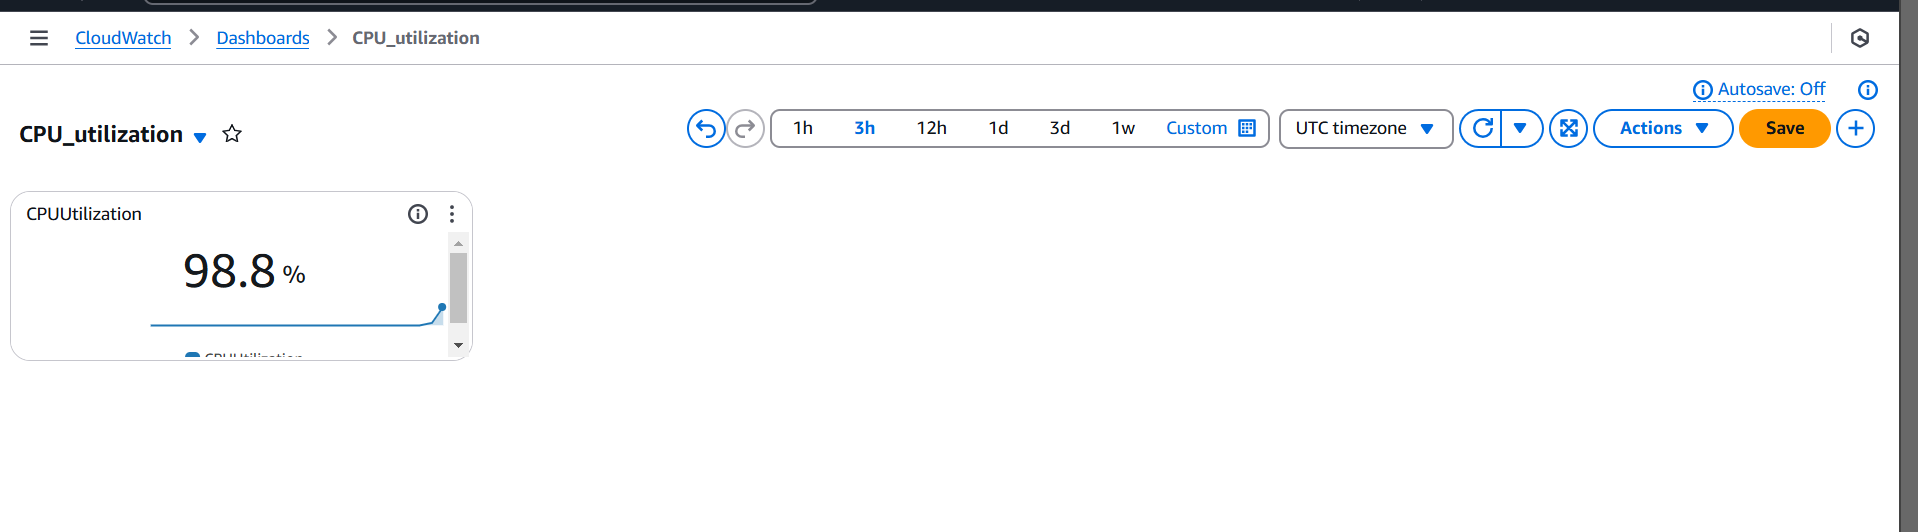 CloudWatch > Dashboards > CPU_utilization
Autosave: Off
CPU_utilization
1h 3h 12h 1d 3d 1w Custom UTC timezone Actions Save
CPUUtilization
98.8 %
CPUUtilization